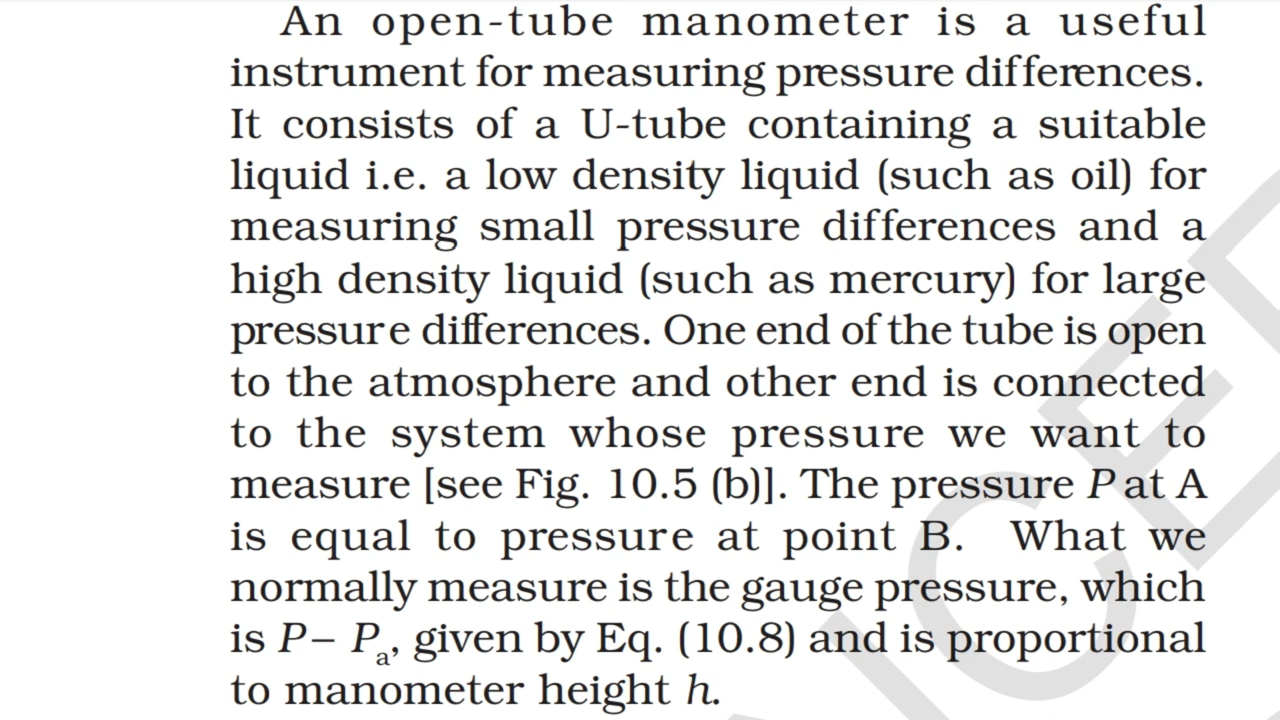 An open-tube manometer is a useful
instrument for measuring pressure differences.
It consists of a U-tube containing a suitable
liquid i.e. a low density liquid (such as oil) for
measuring small pressure differences and a
high density liquid (such as mercury) for large
pressure differences. One end of the tube is open
to the atmosphere and other end is connected
to the system whose pressure we want to
measure [see Fig. 10.5 (b)]. The pressure P at A
is equal to pressure at point B. What we
normally measure is the gauge pressure, which
is P − Pa, given by Eq. (10.8) and is proportional
to manometer height h.